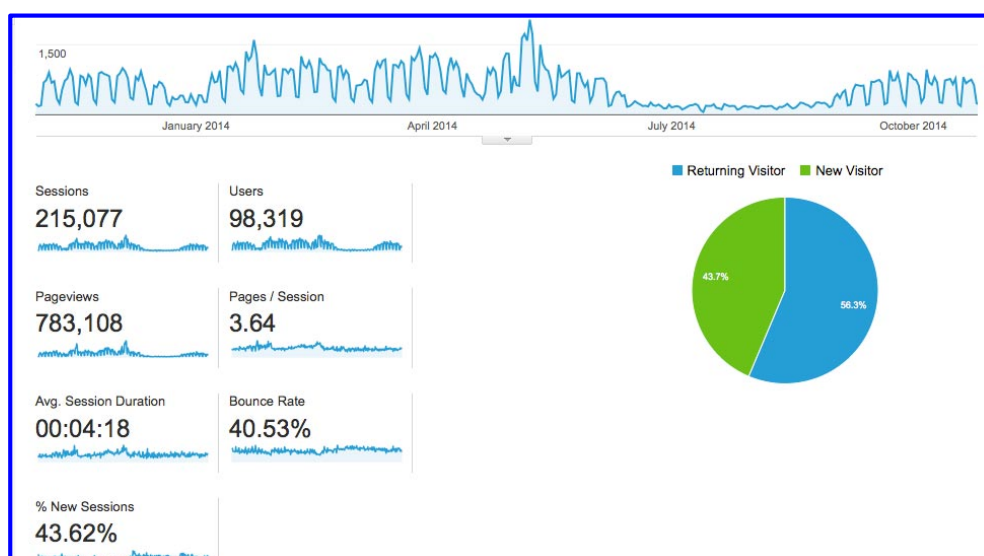 1,500
January 2014
April 2014
July 2014
October 2014
Returning Visitor New Visitor
Sessions
215,077
Users
98,319
Pageviews
783,108
Pages / Session
3.64
Avg. Session Duration
00:04:18
Bounce Rate
40.53%
% New Sessions
43.62%
43.7%
56.3%